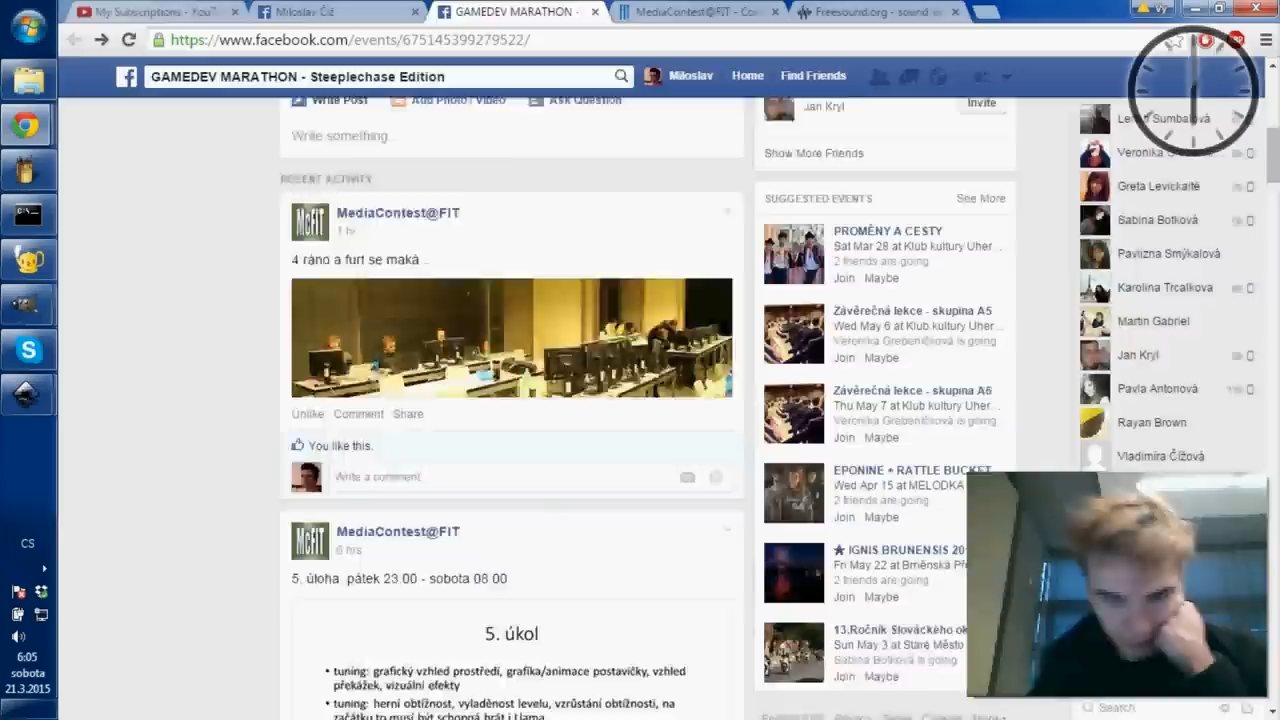 My Subscriptions - YouT
Miloslav Číž
GAMEDEV MARATHON -
MediaContest@FIT - Con
Freesound.org - sound
https://www.facebook.com/events/675145399279522/
GAMEDEV MARATHON - Steeplechase Edition
Miloslav
Home
Find Friends
Write Post
Add Photo / Video
Ask Question
Write something...
RECENT ACTIVITY
MediaContest@FIT
1 hr
4 ráno a furt se maká ...
Unlike Comment Share
You like this.
Write a comment...
MediaContest@FIT
6 hrs
5. úloha pátek 23.00 - sobota 08.00
5. úkol
• tuning: grafický vzhled prostředí, grafika/animace postavičky, vzhled
překážek, vizuální efekty
• tuning: herní obtížnost, vyladěnost levelu, vzrůstání obtížnosti, na
začátku to musí být schopná hrát i Lama
Jan Kryl
Invite
Show More Friends
SUGGESTED EVENTS
See More
PROMĚNY A CESTY
Sat Mar 28 at Klub kultury Uher...
2 friends are going
Join Maybe
Závěrečná lekce - skupina A5
Wed May 6 at Klub kultury Uher...
Veronika Grebeníčková is going
Join Maybe
Závěrečná lekce - skupina A6
Thu May 7 at Klub kultury Uher...
Veronika Grebeníčková is going
Join Maybe
EPONINE + RATTLE BUCKET
Wed Apr 15 at MELODKA
2 friends are going
Join Maybe
★ IGNIS BRUNENSIS 20
Fri May 22 at Brněnská Př
2 friends are going
Join Maybe
13.Ročník Slováckého ok
Sun May 3 at Staré Město
Sabina Botková is going
Join Maybe
Sumbalová
Veronika
Greta Levickaitė
Sabina Botková
Pavlizna Smýkalová
Karolina Trcalkova
Martin Gabriel
Jan Kryl
Pavla Antonová
Rayan Brown
Vladimíra Čížová
Search
CS
6:05
sobota
21.3.2015
McFIT
McFIT